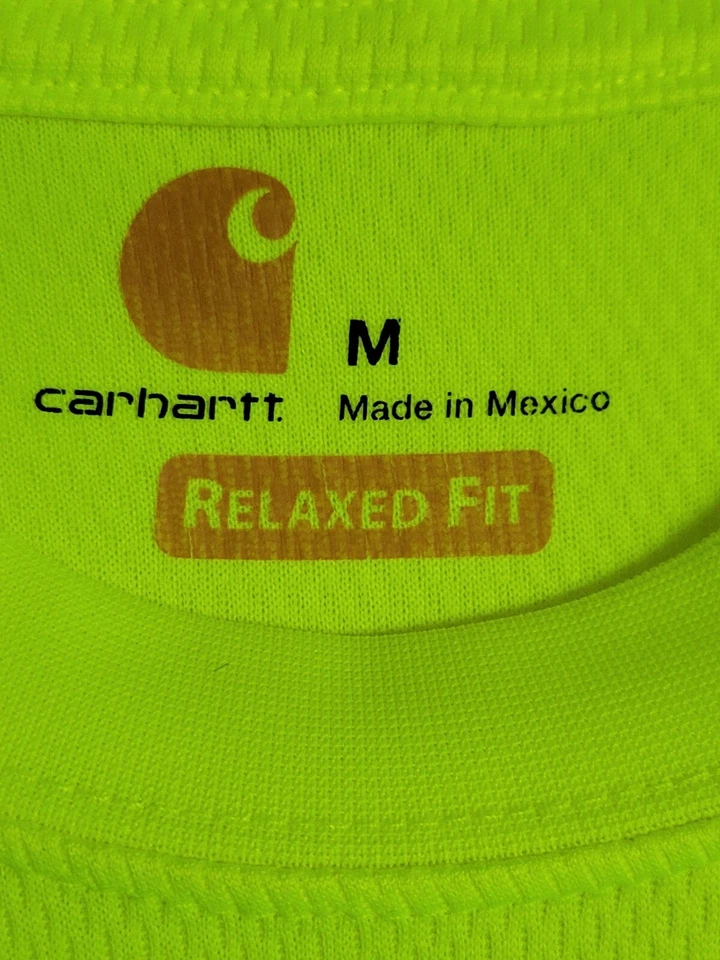 M
carhartt.
Made in Mexico
RELAXED FIT